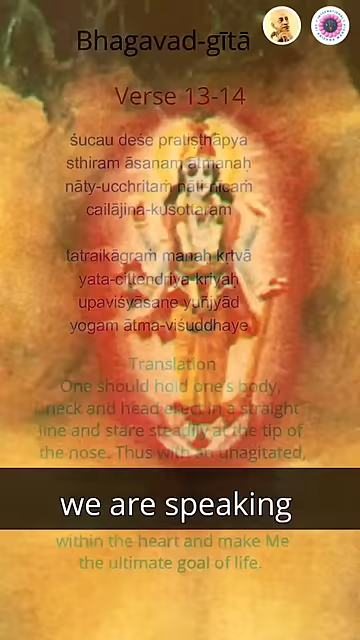 Bhagavad-gītā
Verse 13-14
śucau deśe pratiṣṭhāpya
sthiram āsanam ātmanaḥ
nāty-ucchritaṁ nāti-nīcaṁ
cailājina-kuśottaram
tatraikāgraṁ manaḥ kṛtvā
yata-cittendriya-kriyaḥ
upaviśyāsane yuñjyād
yogam ātma-viśuddhaye
Translation
One should hold one's body,
neck and head erect in a straight
line and stare steadily at the tip of
the nose. Thus with an unagitated,
we are speaking
within the heart and make Me
the ultimate goal of life.